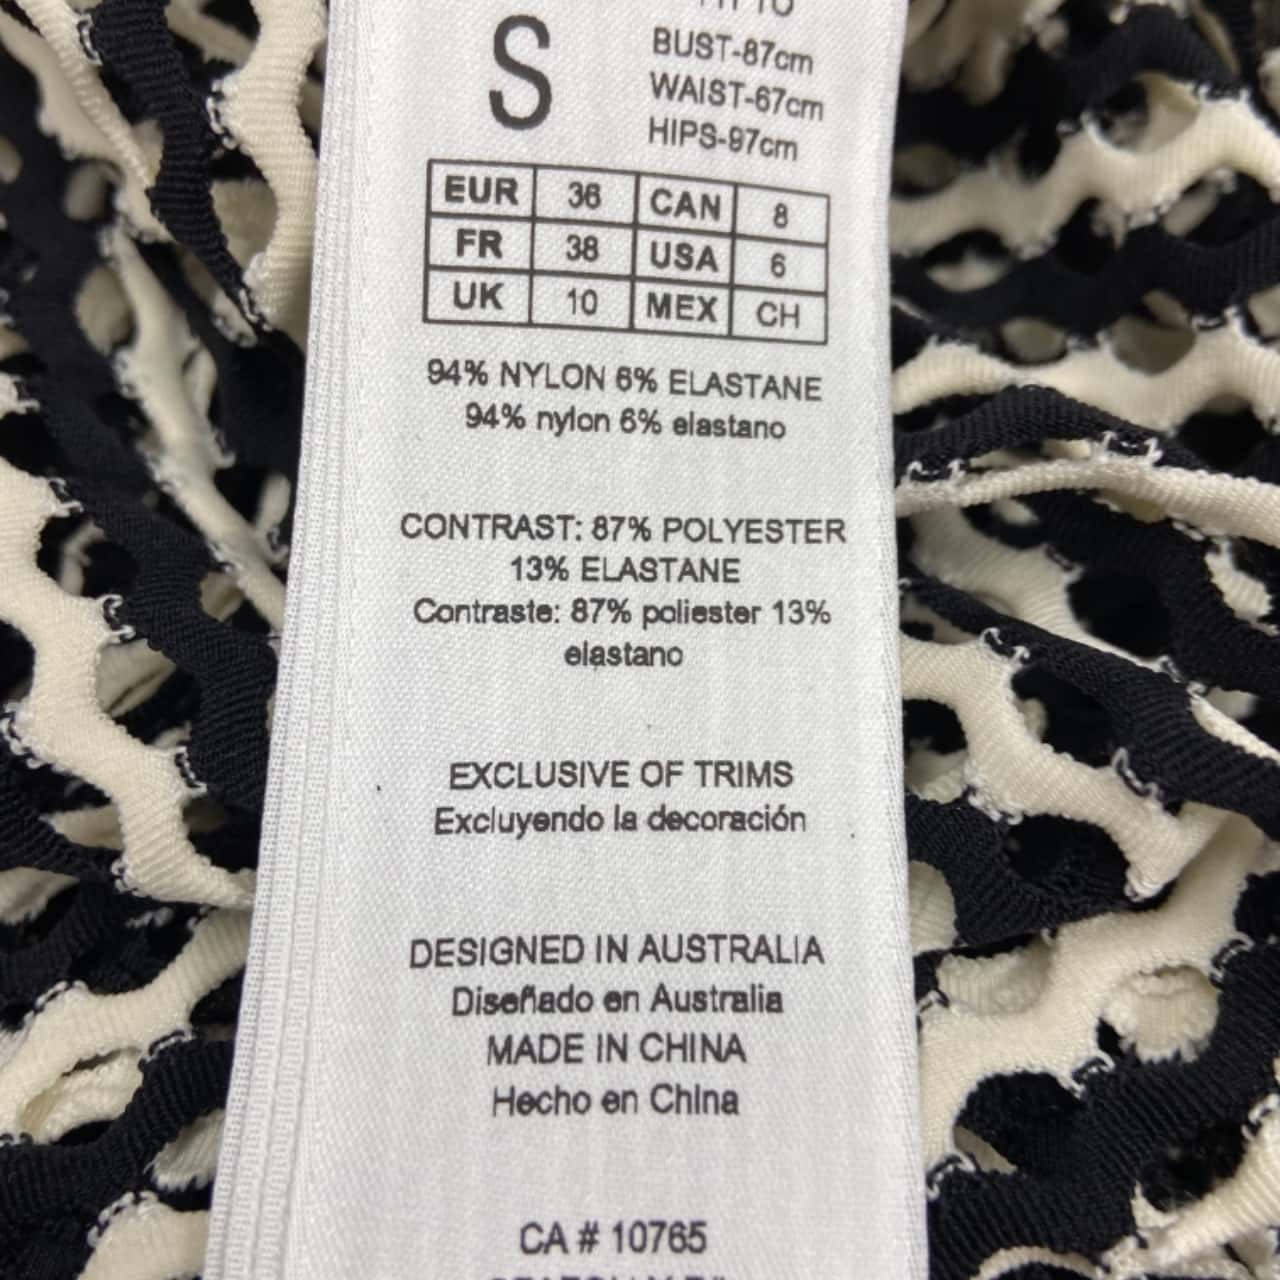 S
BUST-87cm
WAIST-67cm
HIPS-97cm
EUR 36 CAN 8
FR 38 USA 6
UK 10 MEX CH
94% NYLON 6% ELASTANE
94% nylon 6% elastano
CONTRAST: 87% POLYESTER
13% ELASTANE
Contraste: 87% poliester 13%
elastano
EXCLUSIVE OF TRIMS
Excluyendo la decoración
DESIGNED IN AUSTRALIA
Diseñado en Australia
MADE IN CHINA
Hecho en China
CA # 10765